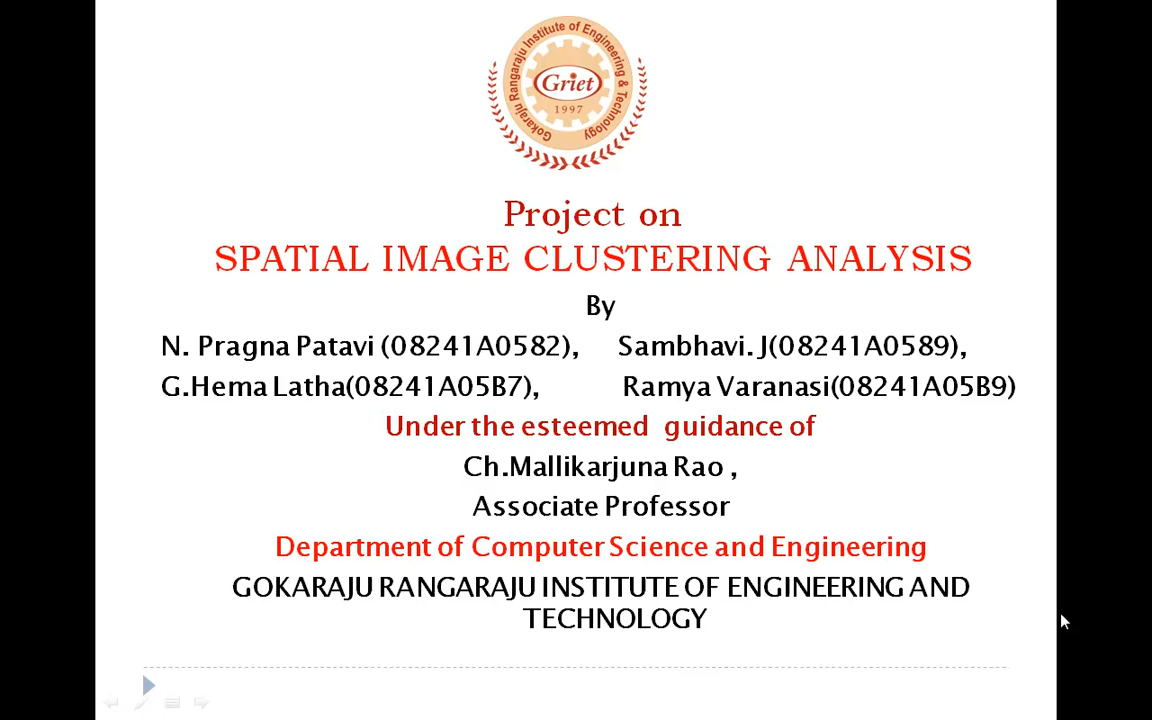 Gokaraju Rangaraju Institute of Engineering & Technology
Griet
1997
Project on
SPATIAL IMAGE CLUSTERING ANALYSIS
By
N. Pragna Patavi (08241A0582), Sambhavi. J(08241A0589),
G.Hema Latha(08241A05B7), Ramya Varanasi(08241A05B9)
Under the esteemed guidance of
Ch.Mallikarjuna Rao ,
Associate Professor
Department of Computer Science and Engineering
GOKARAJU RANGARAJU INSTITUTE OF ENGINEERING AND
TECHNOLOGY